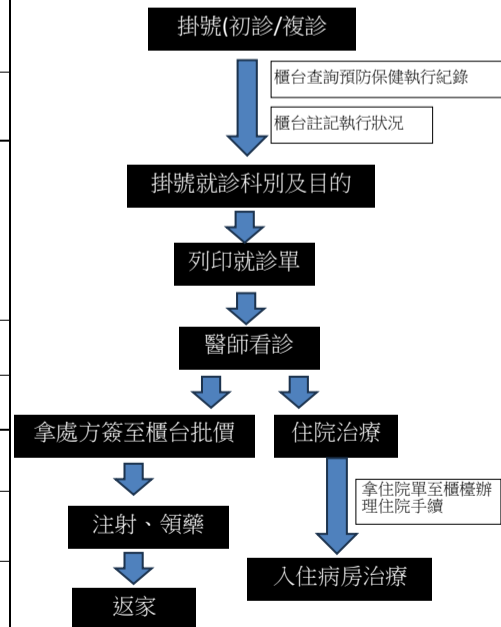 掛號(初診/複診
櫃台查詢預防保健執行紀錄
櫃台註記執行狀況
掛號就診科別及目的
列印就診單
醫師看診
拿處方簽至櫃台批價
住院治療
拿住院單至櫃檯辦
理住院手續
注射、領藥
入住病房治療
返家